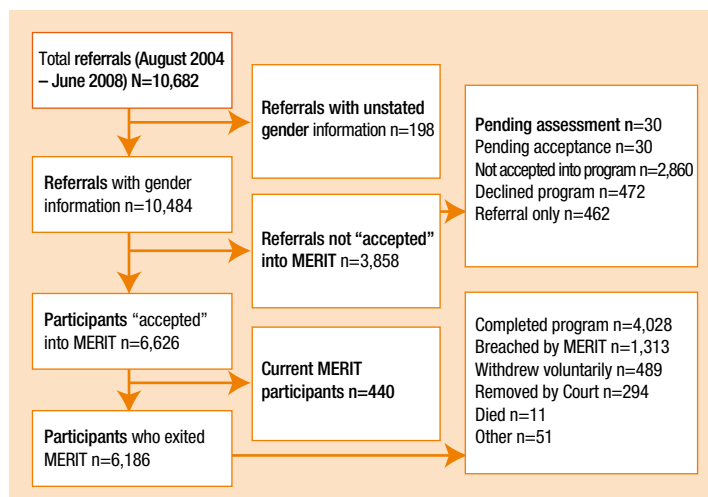 Total referrals (August 2004
– June 2008) N=10,682
Referrals with unstated
gender information n=198
Referrals with gender
information n=10,484
Referrals not “accepted”
into MERIT n=3,858
Pending assessment n=30
Pending acceptance n=30
Not accepted into program n=2,860
Declined program n=472
Referral only n=462
Participants “accepted”
into MERIT n=6,626
Current MERIT
participants n=440
Participants who exited
MERIT n=6,186
Completed program n=4,028
Breached by MERIT n=1,313
Withdrew voluntarily n=489
Removed by Court n=294
Died n=11
Other n=51